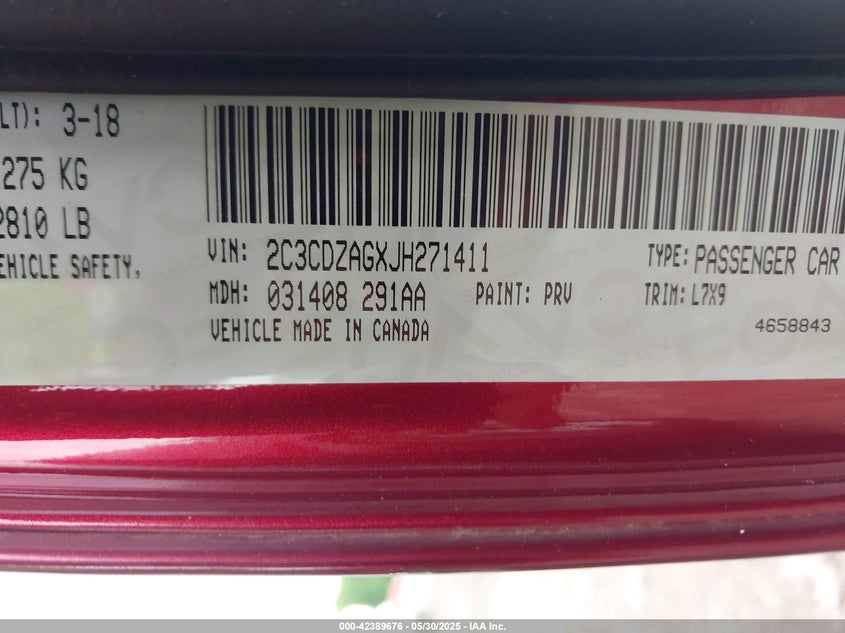 LT): 3-18
275 KG
2810 LB
EHICLE SAFETY,
VIN: 2C3CDZAGXJH271411
TYPE: PASSENGER CAR
MDH: 031408 291AA
PAINT: PRV
TRIM: L7X9
VEHICLE MADE IN CANADA
4658843
000-42389676 - 05/30/2025 - © IAA, Inc.